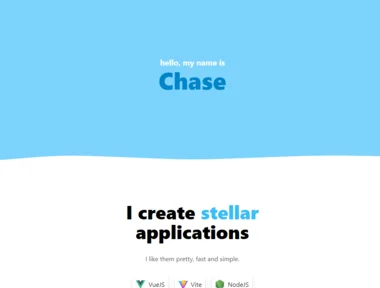 hello, my name is
Chase
I create stellar
applications
I like them pretty, fast and simple.
VueJS Vite NodeJS